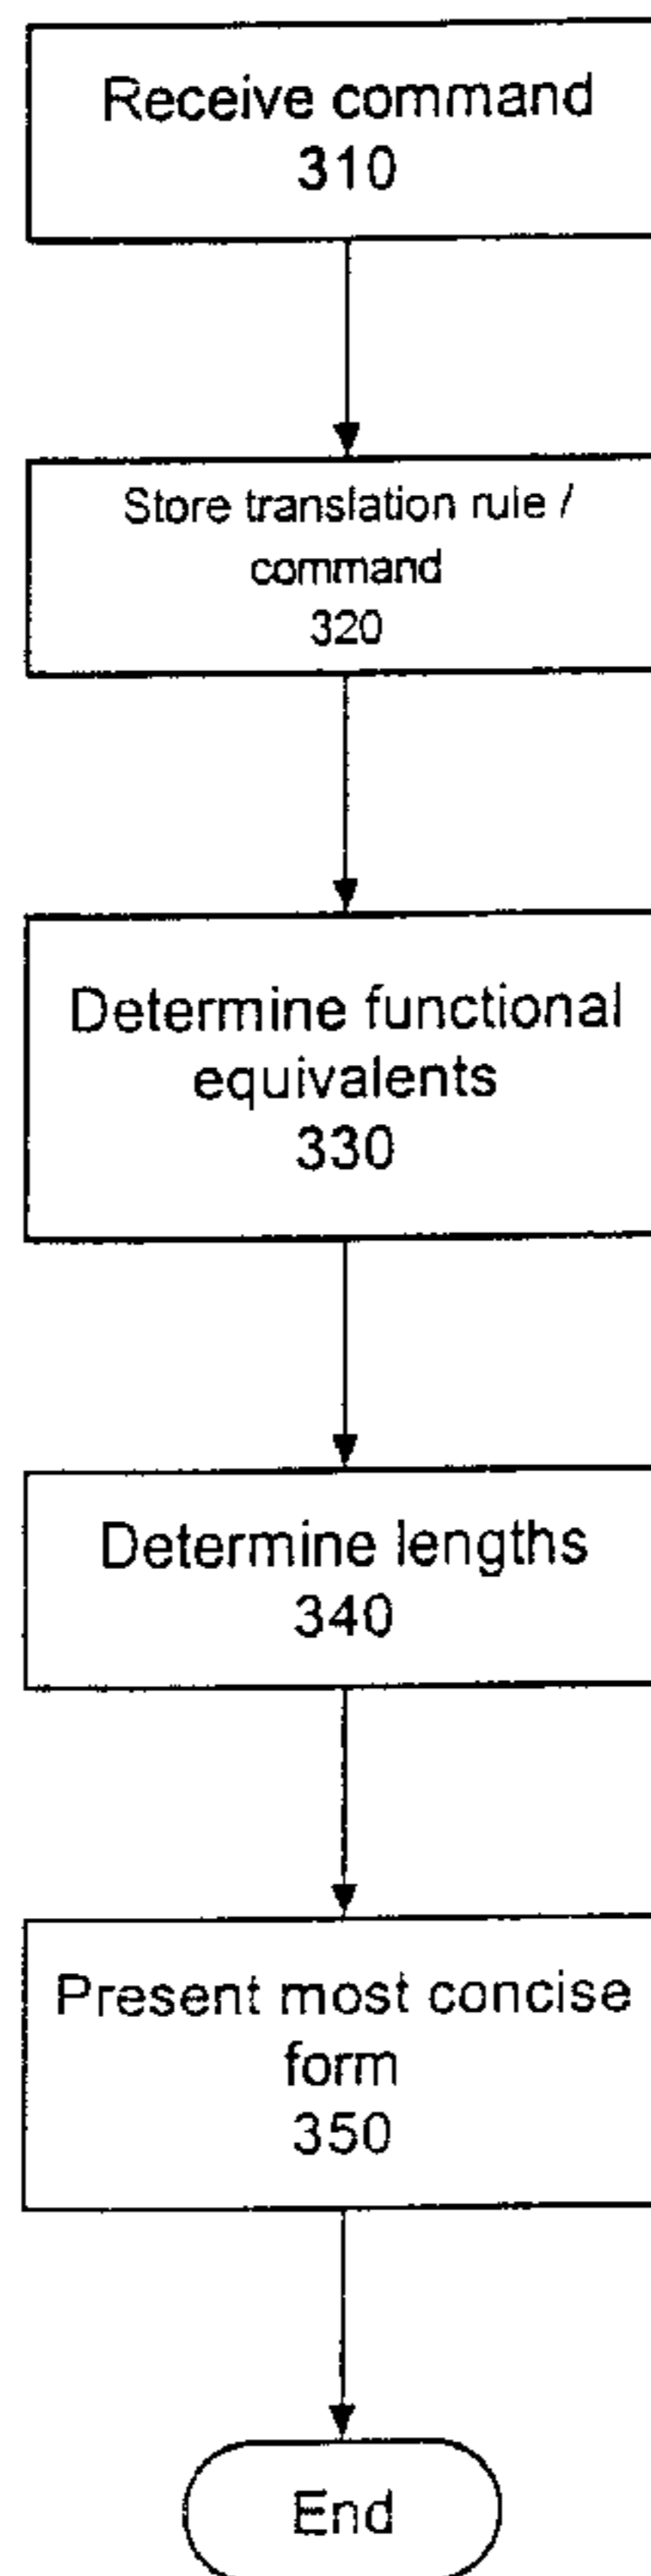 Receive command
310
Store translation rule /
command
320
Determine functional
equivalents
330
Determine lengths
340
Present most concise
form
350
End